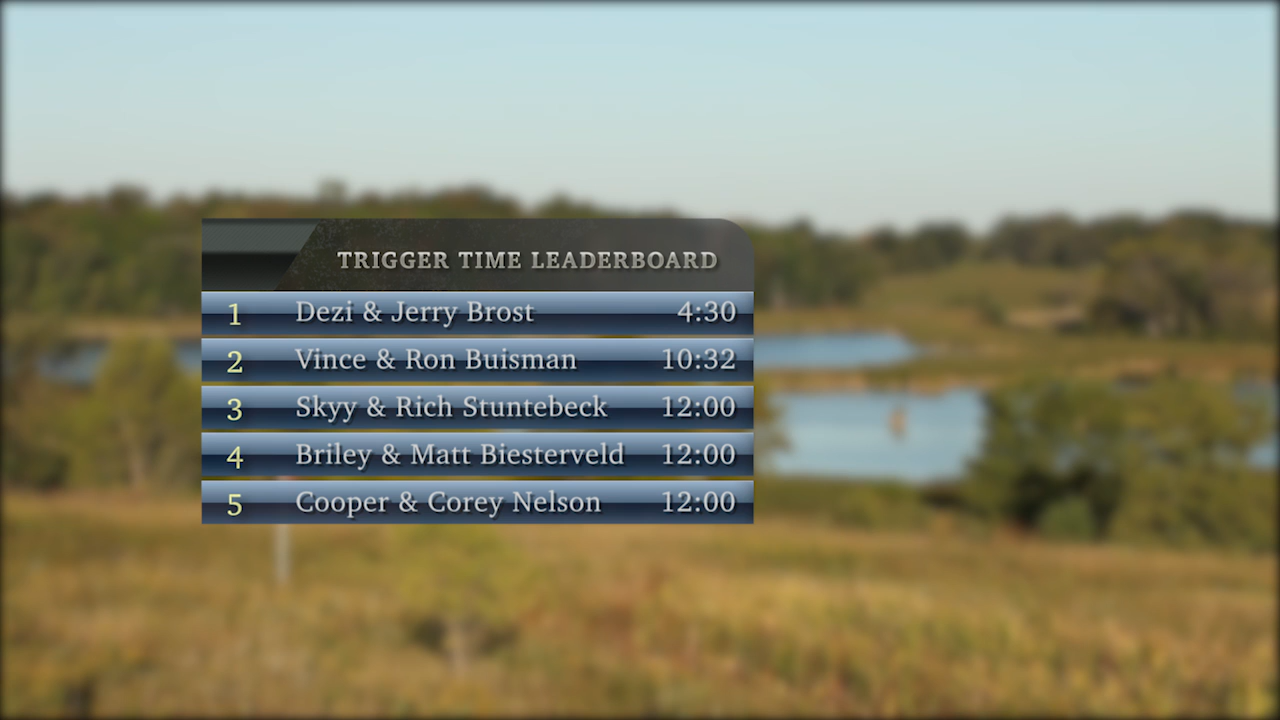 TRIGGER TIME LEADERBOARD
1 Dezi & Jerry Brost 4:30
2 Vince & Ron Buisman 10:32
3 Skyy & Rich Stuntebeck 12:00
4 Briley & Matt Biesterveld 12:00
5 Cooper & Corey Nelson 12:00